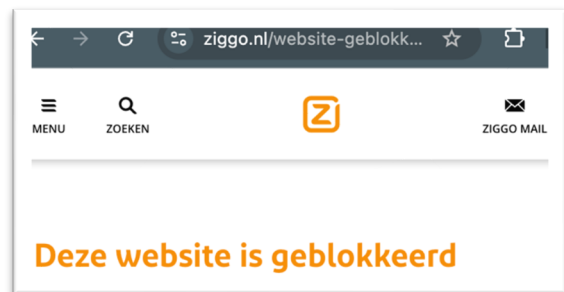 ziggo.nl/website-geblokk...
MENU
ZOEKEN
Z
ZIGGO MAIL
Deze website is geblokkeerd